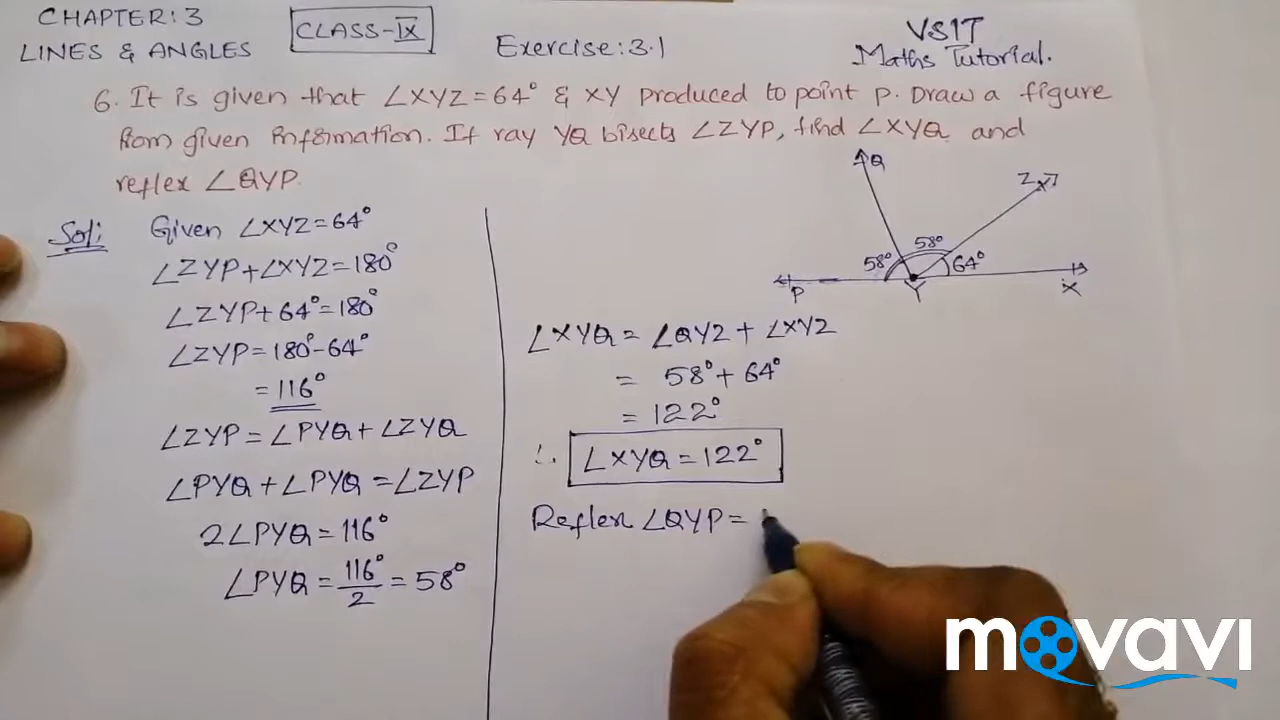 CHAPTER: 3
LINES & ANGLES
CLASS-IX
Exercise: 3.1
VSIT
Maths Tutorial.
6. It is given that ∠XYZ = 64° & XY produced to point P. Draw a figure
from given information. If ray YQ bisects ∠ZYP, find ∠XYQ and
reflex ∠QYP.
Sol:
Given ∠XYZ = 64°
∠ZYP + ∠XYZ = 180°
∠ZYP + 64° = 180°
∠ZYP = 180° - 64°
= 116°
∠ZYP = ∠PYQ + ∠ZYQ
∠PYQ + ∠PYQ = ∠ZYP
2∠PYQ = 116°
∠PYQ = 116°/2 = 58°
Q
Z
58°
58°
64°
P
Y
X
∠XYQ = ∠QYZ + ∠XYZ
= 58° + 64°
= 122°
∴ ∠XYQ = 122°
Reflex ∠QYP =
movavi